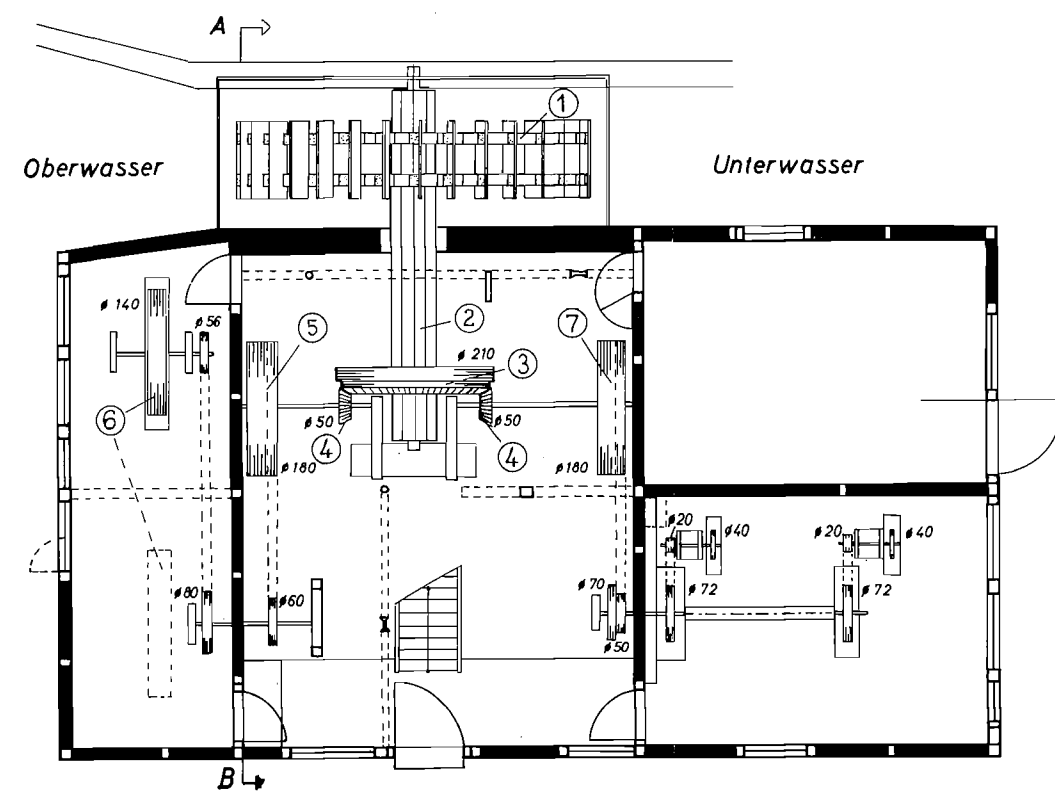 A
1
Oberwasser
Unterwasser
ø 140
ø 56
5
2
7
ø 210
3
6
ø 50
4
ø 50
4
ø 180
ø 180
ø 20
ø 40
ø 20
ø 40
ø 80
ø 60
ø 70
ø 72
ø 72
ø 50
B